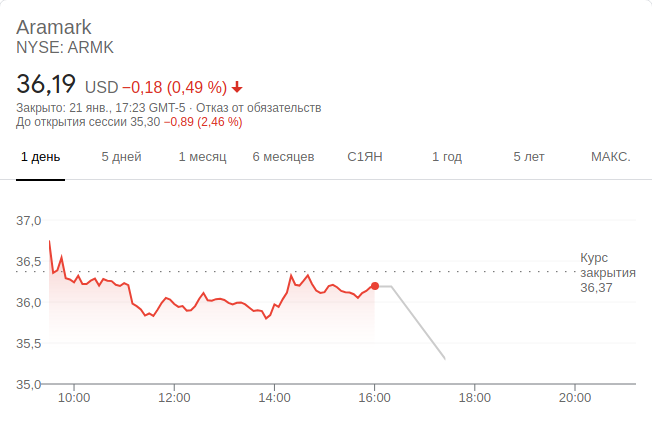 Aramark
NYSE: ARMK
36,19 USD −0,18 (0,49 %)
Закрыто: 21 янв., 17:23 GMT-5 · Отказ от обязательств
До открытия сессии 35,30 −0,89 (2,46 %)
1 день 5 дней 1 месяц 6 месяцев С1ЯН 1 год 5 лет МАКС.
37,0
36,5
Курс
закрытия
36,37
36,0
35,5
35,0
10:00 12:00 14:00 16:00 18:00 20:00